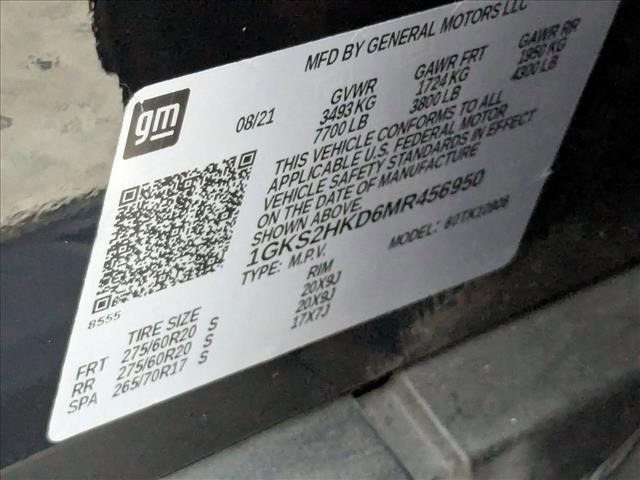 MFD BY GENERAL MOTORS LLC
gm
08/21
GVWR GAWR FRT GAWR RR
3493 KG 1724 KG 1950 KG
7700 LB 3800 LB 4300 LB
THIS VEHICLE CONFORMS TO ALL
APPLICABLE U.S. FEDERAL MOTOR
VEHICLE SAFETY STANDARDS IN EFFECT
ON THE DATE OF MANUFACTURE
SHOWN ABOVE.
1GKS2HKD6MR456950
TYPE: M.P.V. MODEL: 60TK10906
8555
TIRE SIZE RIM
FRT 275/60R20 S 20X9J
RR 275/60R20 S 20X9J
SPA 265/70R17 S 17X7J